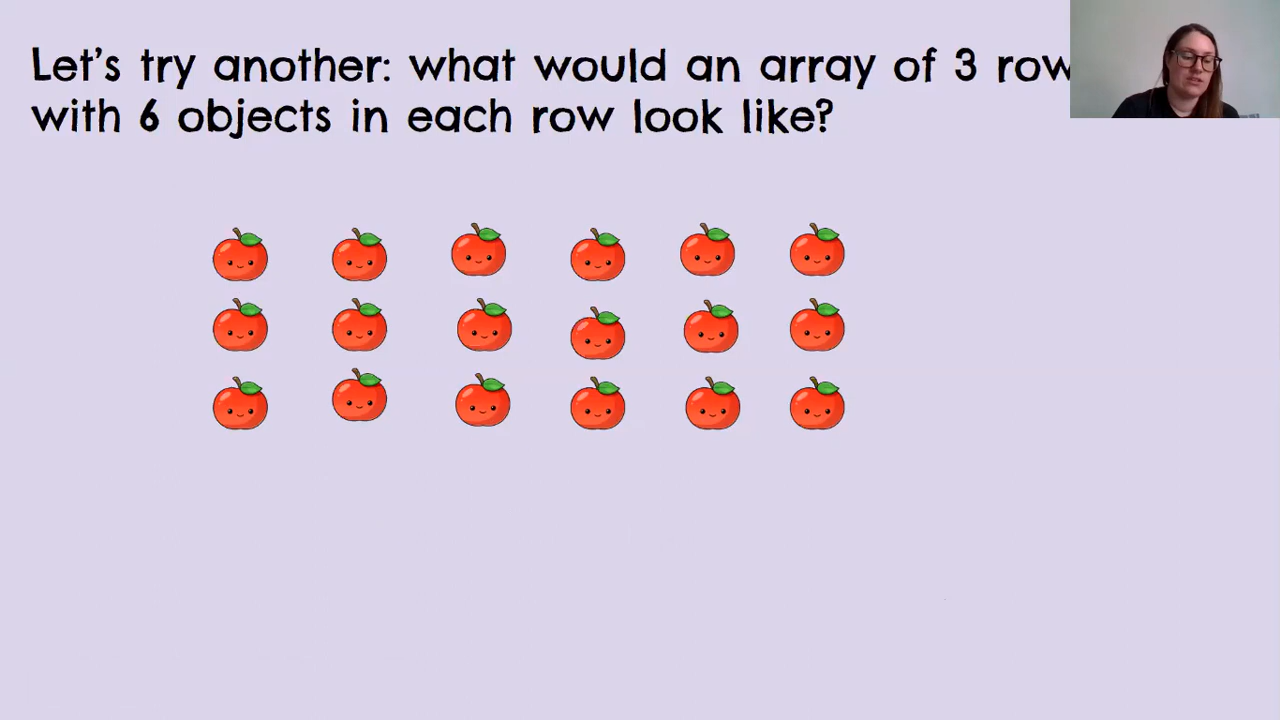 Let's try another: what would an array of 3 row
with 6 objects in each row look like?